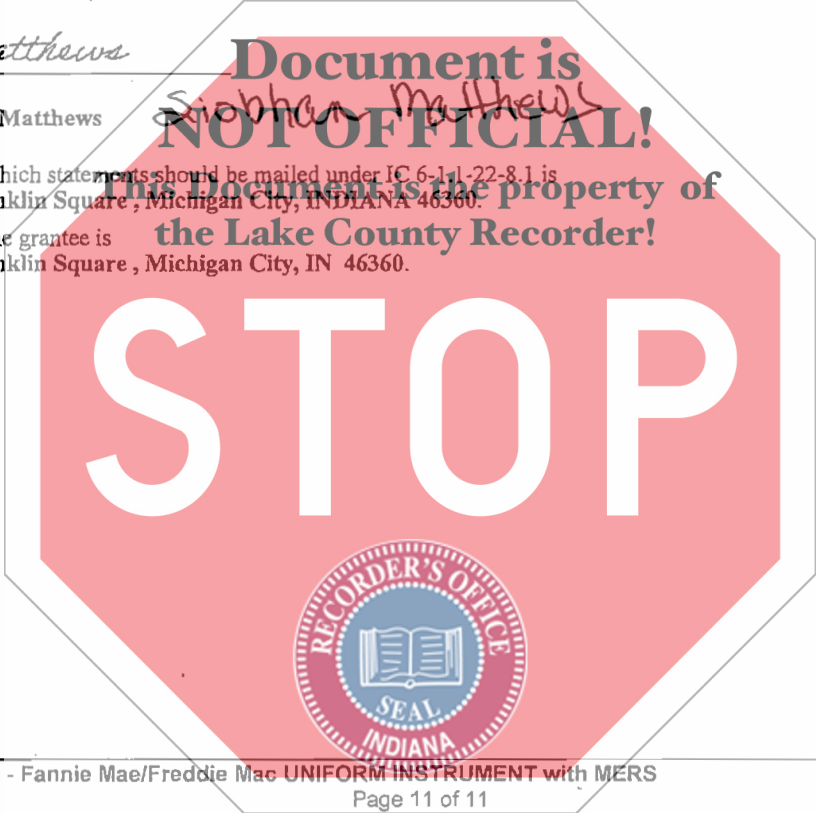 Document is
tthews
Matthews Siobhan Matthews
NOT OFFICIAL!
hich statements should be mailed under IC 6-1.1-22-8.1 is
This Document is the property of
klin Square , Michigan City, INDIANA 46360.
e grantee is
the Lake County Recorder!
klin Square , Michigan City, IN 46360.
STOP
RECORDER'S OFFICE
SEAL
INDIANA
- Fannie Mae/Freddie Mac UNIFORM INSTRUMENT with MERS
Page 11 of 11